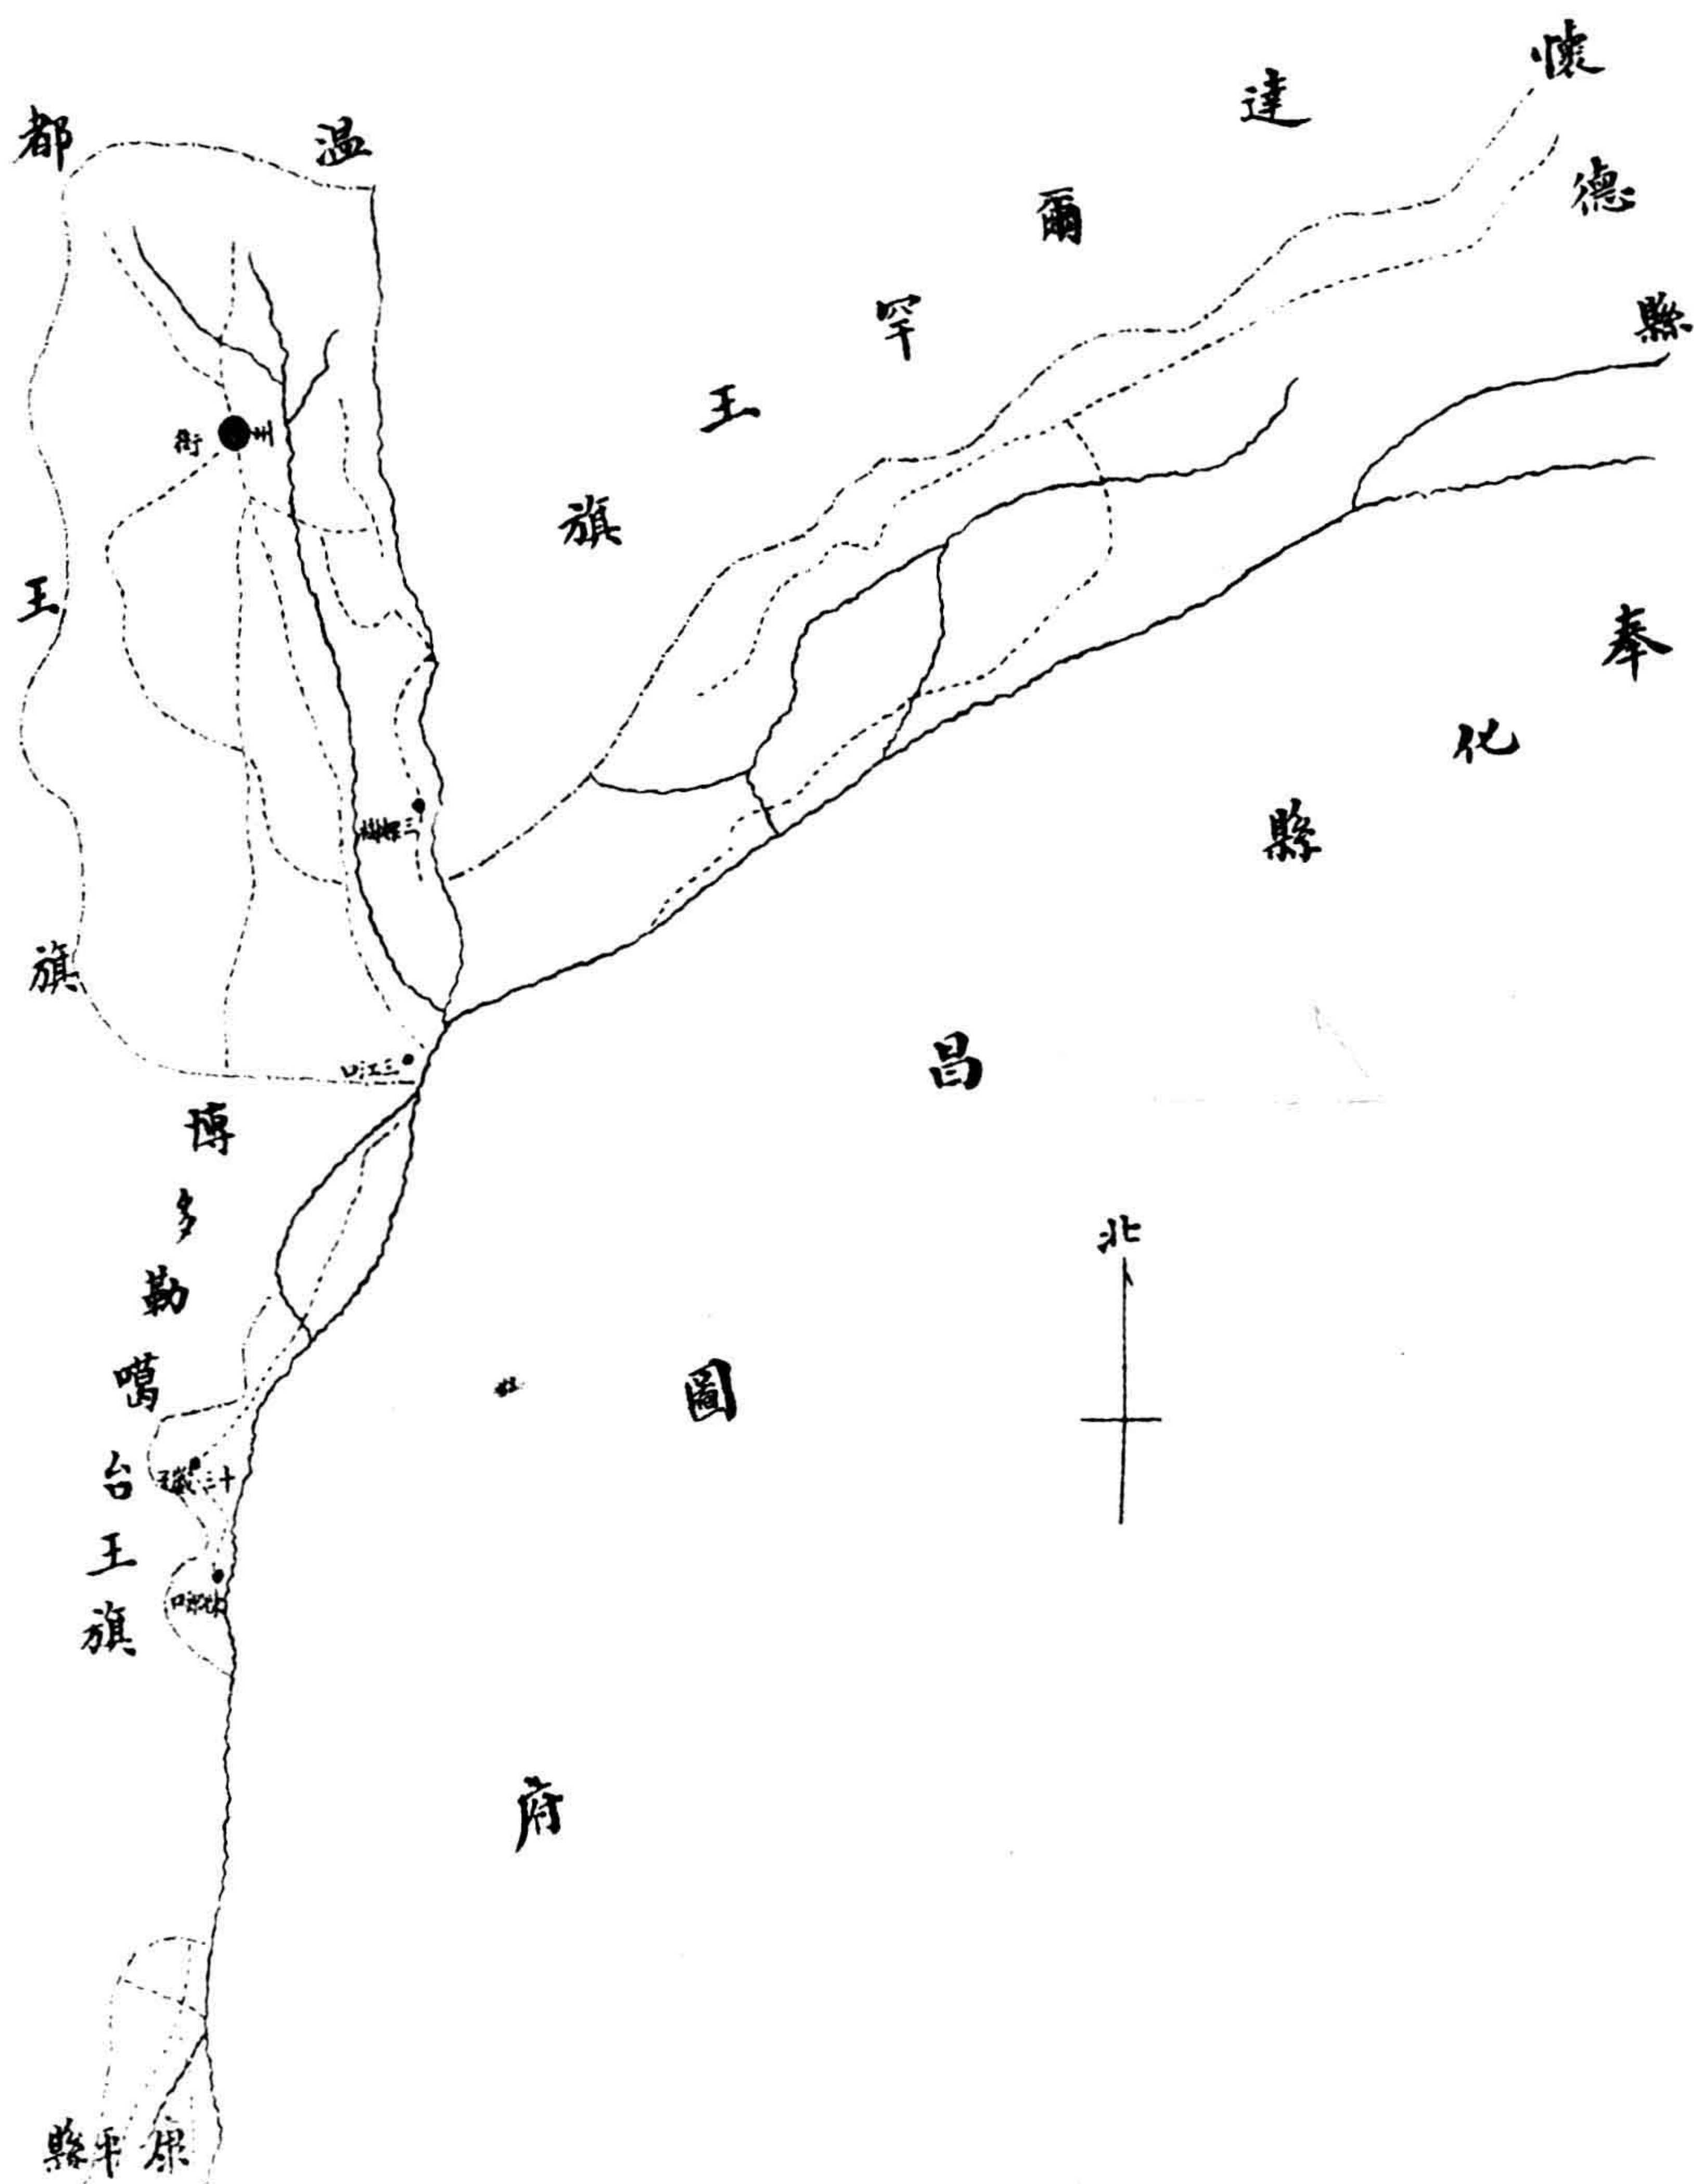 懷德縣
達爾罕王旗
溫都王旗
奉化縣
昌圖府
北
三江口
博多勒噶台王旗
康平縣